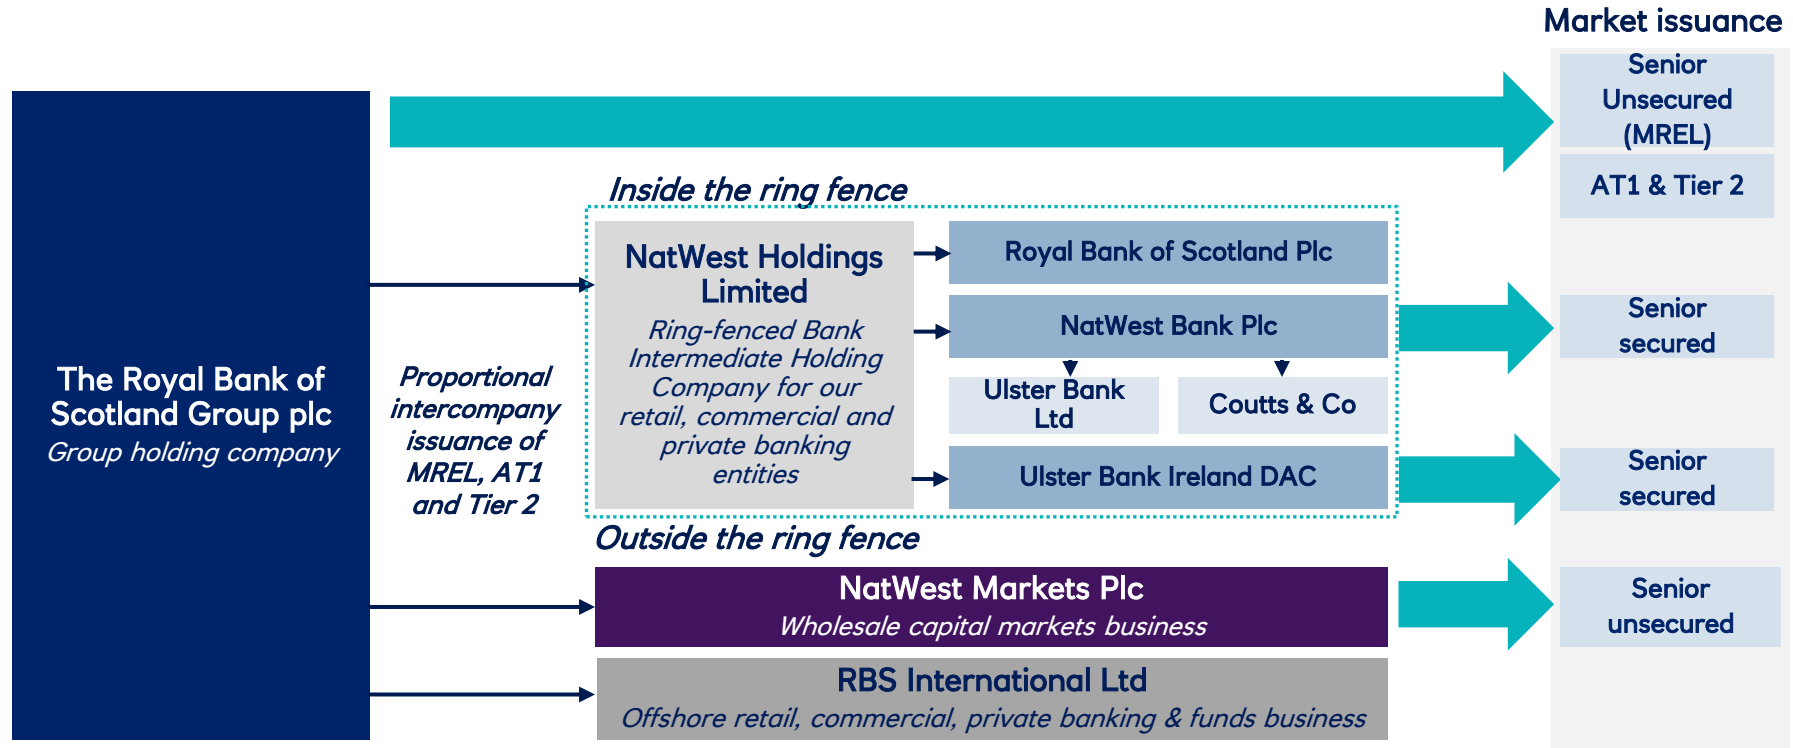 Market issuance
Senior
Unsecured
(MREL)
AT1 & Tier 2
Inside the ring fence
NatWest Holdings
Limited
Ring-fenced Bank
Intermediate Holding
Company for our
retail, commercial and
private banking
entities
Royal Bank of Scotland Plc
NatWest Bank Plc
Ulster Bank
Ltd
Coutts & Co
Ulster Bank Ireland DAC
Senior
secured
Senior
secured
The Royal Bank of
Scotland Group plc
Group holding company
Proportional
intercompany
issuance of
MREL, AT1
and Tier 2
Outside the ring fence
NatWest Markets Plc
Wholesale capital markets business
Senior
unsecured
RBS International Ltd
Offshore retail, commercial, private banking & funds business